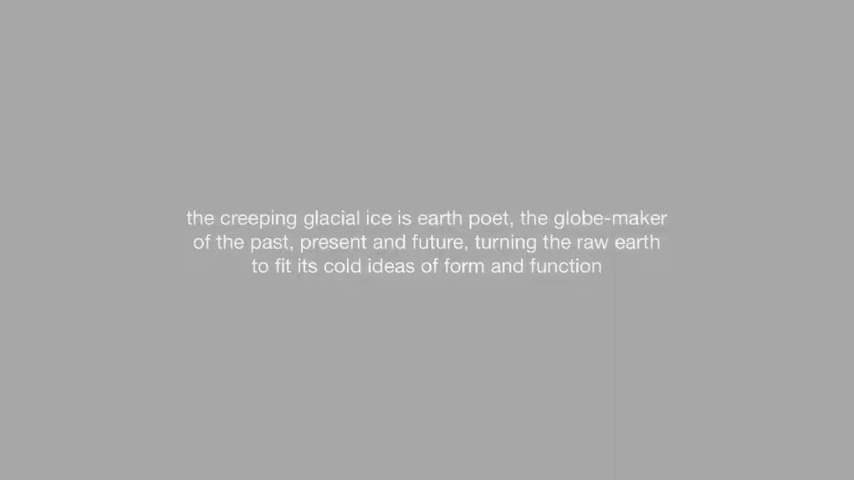 the creeping glacial ice is earth poet, the globe-maker
of the past, present and future, turning the raw earth
to fit its cold ideas of form and function